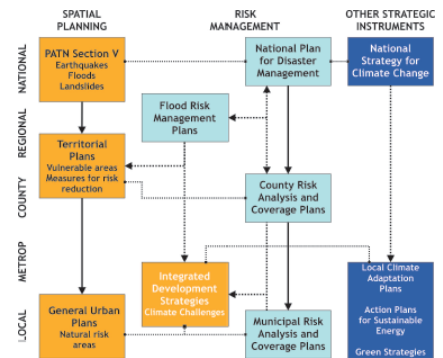 SPATIAL
PLANNING
RISK
MANAGEMENT
OTHER STRATEGIC
INSTRUMENTS
NATIONAL
REGIONAL
COUNTY
METROP
LOCAL
PATN Section V
Earthquakes
Floods
Landslides
National Plan
for Disaster
Management
National
Strategy for
Climate Change
Flood Risk
Management
Plans
Territorial
Plans
Vulnerable areas
Measures for risk
reduction
County Risk
Analysis and
Coverage Plans
Integrated
Development
Strategies
Climate Challenges
Local Climate
Adaptation
Plans
Action Plans
for Sustainable
Energy
Green Strategies
General Urban
Plans
Natural risk
areas
Municipal Risk
Analysis and
Coverage Plans